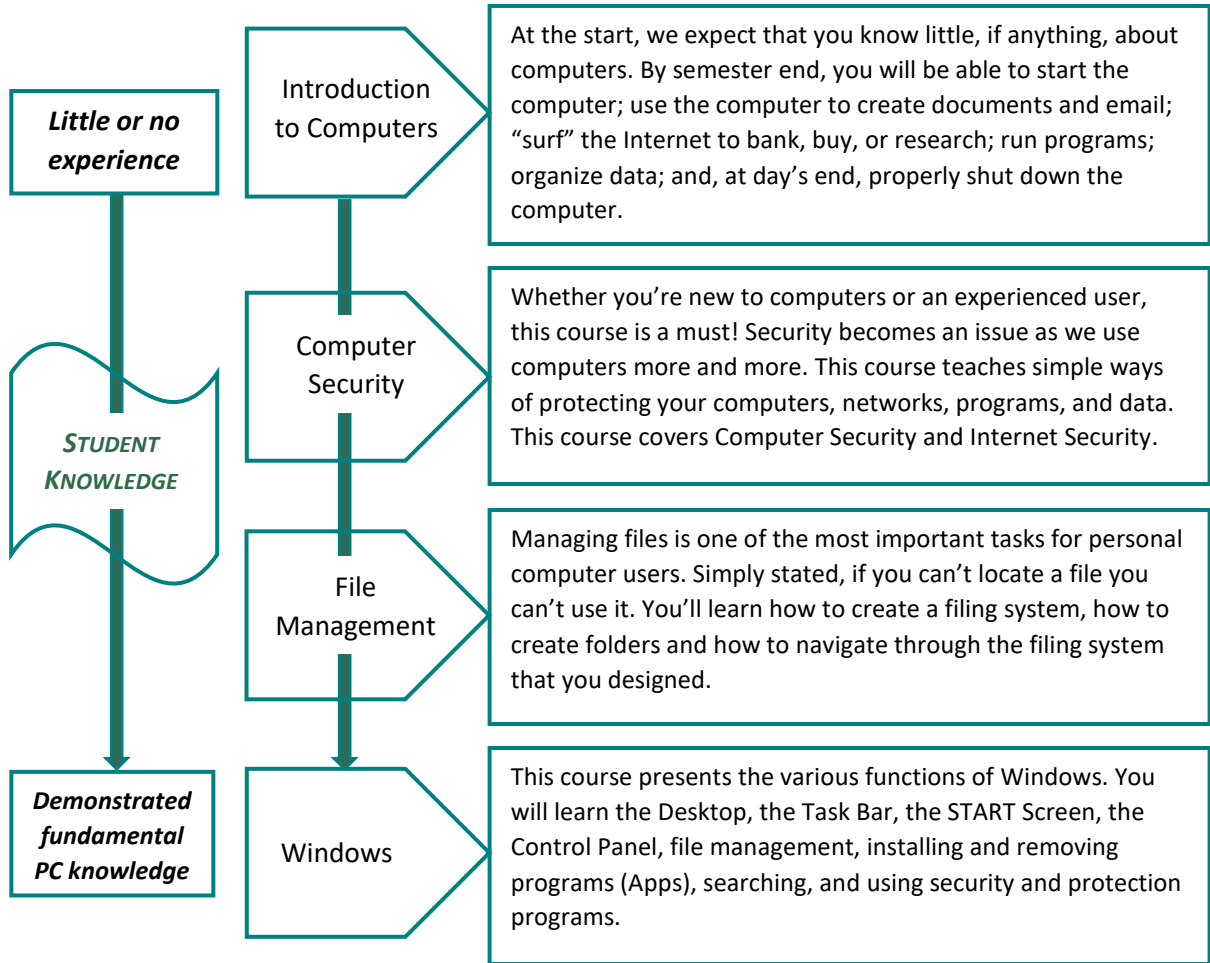 Little or no
experience
STUDENT
KNOWLEDGE
Demonstrated
fundamental
PC knowledge
Introduction
to Computers
At the start, we expect that you know little, if anything, about
computers. By semester end, you will be able to start the
computer; use the computer to create documents and email;
“surf” the Internet to bank, buy, or research; run programs;
organize data; and, at day’s end, properly shut down the
computer.
Computer
Security
Whether you’re new to computers or an experienced user,
this course is a must! Security becomes an issue as we use
computers more and more. This course teaches simple ways
of protecting your computers, networks, programs, and data.
This course covers Computer Security and Internet Security.
File
Management
Managing files is one of the most important tasks for personal
computer users. Simply stated, if you can’t locate a file you
can’t use it. You’ll learn how to create a filing system, how to
create folders and how to navigate through the filing system
that you designed.
Windows
This course presents the various functions of Windows. You
will learn the Desktop, the Task Bar, the START Screen, the
Control Panel, file management, installing and removing
programs (Apps), searching, and using security and protection
programs.